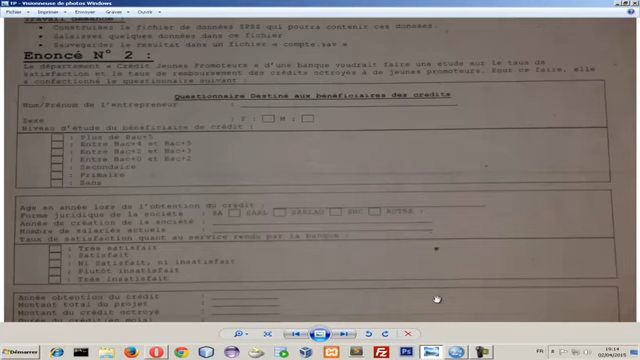 TP - Visionneuse de photos Windows
Fichier Imprimer Envoyer Graver Ouvrir
Travail demandé :
• Construisez le fichier de données SPSS qui pourra contenir ces données.
• Saisissez quelques données dans ce fichier
• Sauvegarder le résultat dans un fichier « compte.sav »
Enoncé N° 2 :
Le département « Crédit Jeunes Promoteurs » d'une banque voudrait faire une étude sur le taux de
satisfaction et le taux de remboursement des crédits octroyés à de jeunes promoteurs. Pour se faire, elle
a confectionné le questionnaire suivant :
Questionnaire Destiné aux bénéficiaires des crédits
Nom/Prénom de l'entrepreneur :
Sexe : F : M :
Niveau d'étude du bénéficiaire de crédit :
: Plus de Bac+5
: Entre Bac+4 et Bac+5
: Entre Bac+2 et Bac+3
: Entre Bac+0 et Bac+2
: Secondaire
: Primaire
: Sans
Age en année lors de l'obtention du crédit :
Forme juridique de la société : SA SARL SARLAU SNC AUTRE :
Année de création de la société :
Nombre de salariés actuels :
Taux de satisfaction quant au service rendu par la banque :
: Très satisfait
: Satisfait
: Ni Satisfait, ni insatisfait
: Plutôt insatisfait
: Très insatisfait
Année obtention du crédit :
Montant total du projet :
Montant du crédit octroyé :
Durée du crédit(en mois) :
Démarrer
FR
19:14
02/04/2015